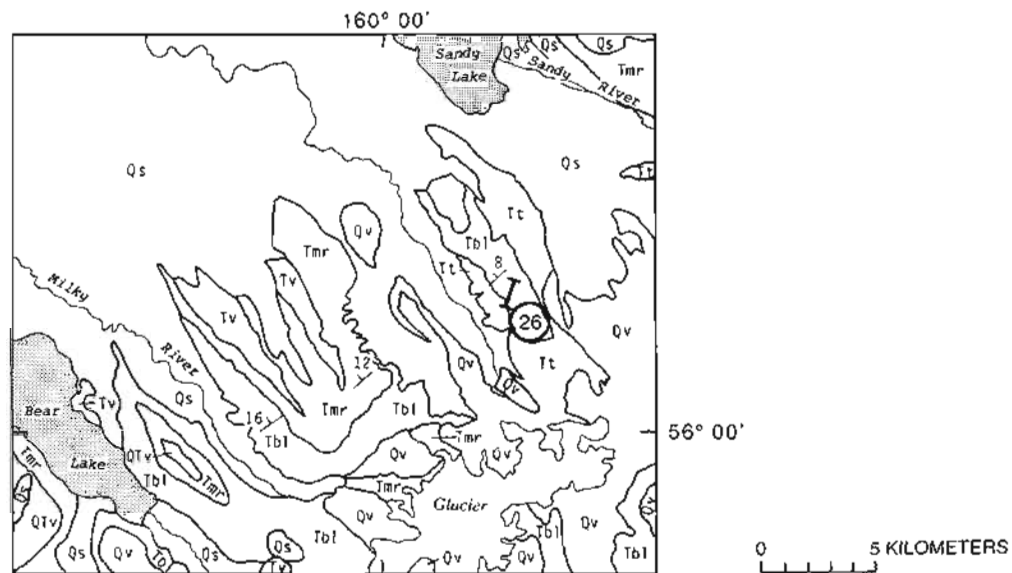 160° 00'
Sandy
Lake
Qs
Qs
Qs
Tmr
Sandy
River
Qs
Qs
Tt
Tt
Qv
Tmr
Tbl
Tt
8
Tv
Milky
River
Tv
26
Qv
12
Qv
Tt
Qv
Qs
Bear
Lake
Tv
16
Tmr
Tbl
Tbl
Tmr
56° 00'
QTv
Tbl
Tmr
Qv
Qv
Tmr
Tmr
Glacier
QTv
Qs
Qv
Qs
Qs
Tv
Tbl
Qv
Qv
Qv
Tbl
Qv
Tbl
0 5 KILOMETERS